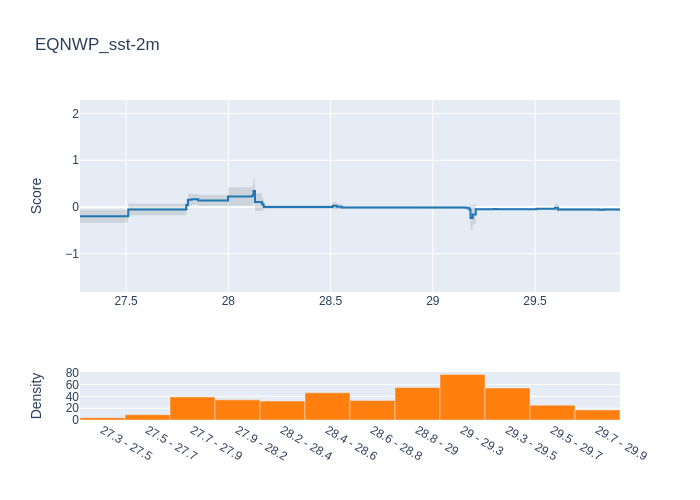 EQNWP_sst-2m
Score
2
1
0
−1
27.5 28 28.5 29 29.5
Density
80
60
40
20
0
27.3 - 27.5
27.5 - 27.7
27.7 - 27.9
27.9 - 28.2
28.2 - 28.4
28.4 - 28.6
28.6 - 28.8
28.8 - 29
29 - 29.3
29.3 - 29.5
29.5 - 29.7
29.7 - 29.9